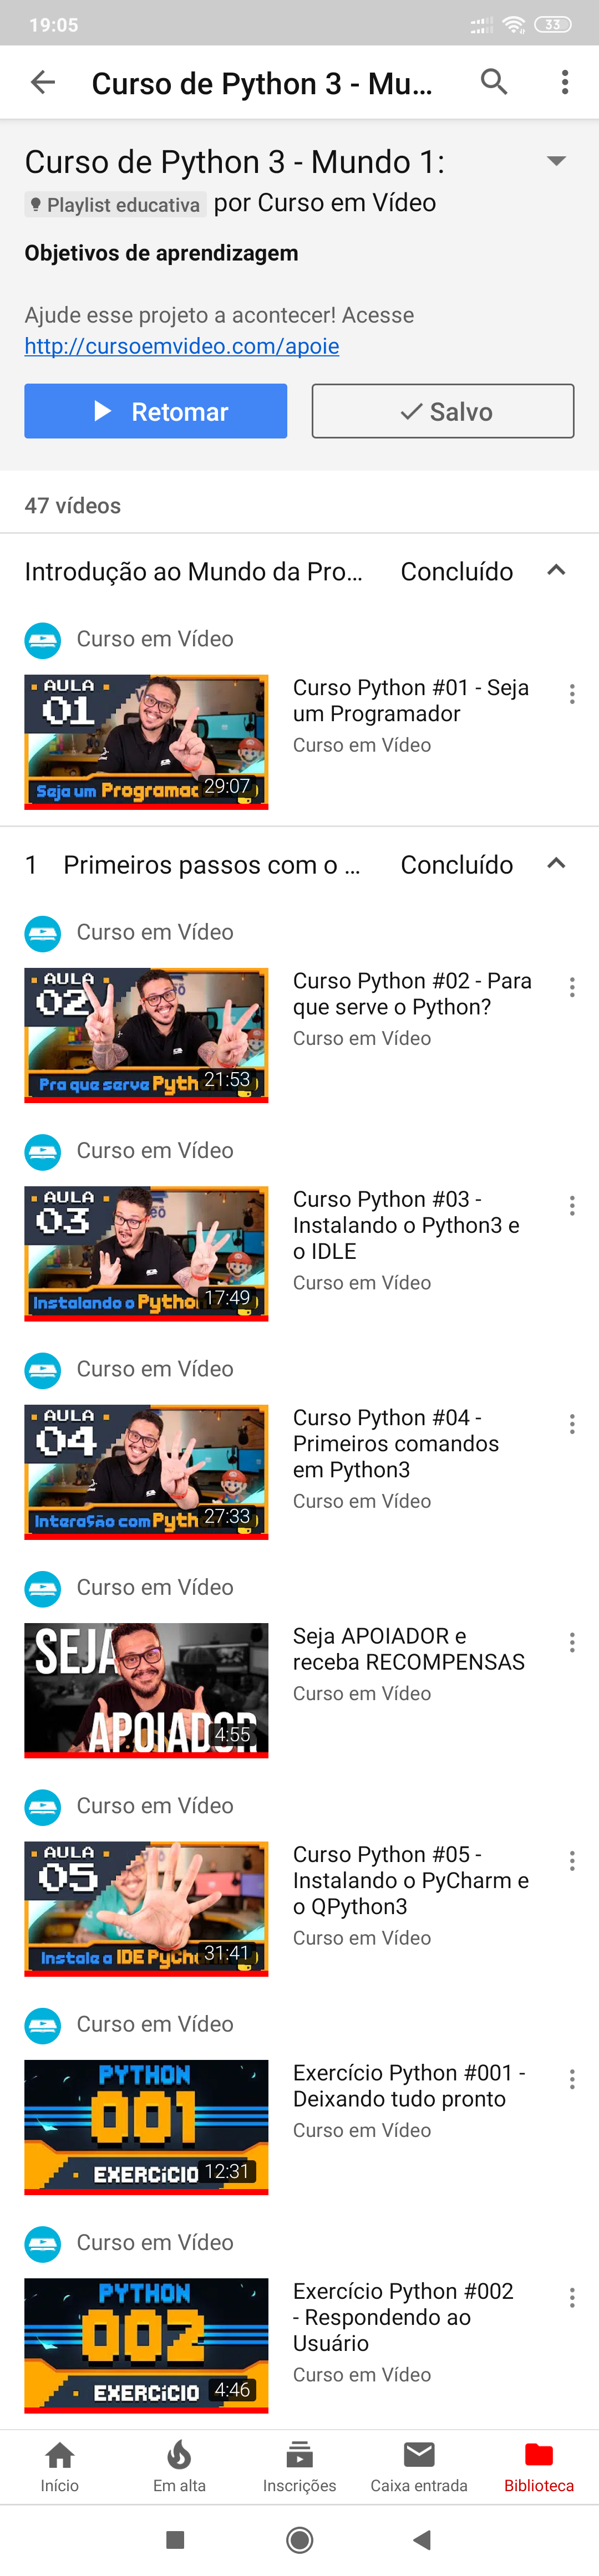 19:05
33
Curso de Python 3 - Mu...
Curso de Python 3 - Mundo 1:
Playlist educativa por Curso em Vídeo
Objetivos de aprendizagem
Ajude esse projeto a acontecer! Acesse
http://cursoemvideo.com/apoie
Retomar
Salvo
47 vídeos
Introdução ao Mundo da Pro... Concluído
Curso em Vídeo
AULA
01
Seja um Programad
29:07
Curso Python #01 - Seja
um Programador
Curso em Vídeo
1 Primeiros passos com o ... Concluído
Curso em Vídeo
AULA
02
Pra que serve Pyth
21:53
Curso Python #02 - Para
que serve o Python?
Curso em Vídeo
Curso em Vídeo
AULA
03
Instalando o Pytho
17:49
Curso Python #03 -
Instalando o Python3 e
o IDLE
Curso em Vídeo
Curso em Vídeo
AULA
04
Interação com Pyth
27:33
Curso Python #04 -
Primeiros comandos
em Python3
Curso em Vídeo
Curso em Vídeo
SEJA
APOIADOR
4:55
Seja APOIADOR e
receba RECOMPENSAS
Curso em Vídeo
Curso em Vídeo
AULA
05
Instale a IDE PyCh
31:41
Curso Python #05 -
Instalando o PyCharm e
o QPython3
Curso em Vídeo
Curso em Vídeo
PYTHON
001
EXERCÍCIO
12:31
Exercício Python #001 -
Deixando tudo pronto
Curso em Vídeo
Curso em Vídeo
PYTHON
002
EXERCÍCIO
4:46
Exercício Python #002
- Respondendo ao
Usuário
Curso em Vídeo
Início
Em alta
Inscrições
Caixa entrada
Biblioteca